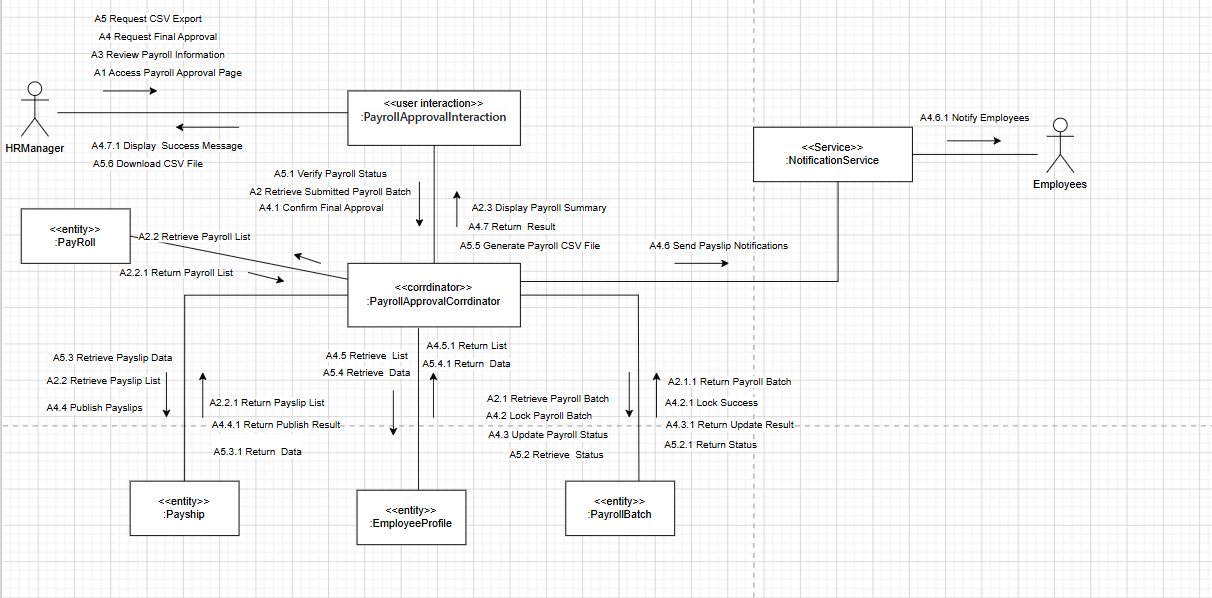 A5 Request CSV Export
A4 Request Final Approval
A3 Review Payroll Information
A1 Access Payroll Approval Page
HRManager
<<user interaction>>
:PayrollApprovalInteraction
A4.7.1 Display  Success Message
A5.6 Download CSV File
<<Service>>
:NotificationService
A4.6.1 Notify Employees
Employees
A5.1 Verify Payroll Status
A2 Retrieve Submitted Payroll Batch
A4.1 Confirm Final Approval
A2.3 Display Payroll Summary
A4.7 Return  Result
A5.5 Generate Payroll CSV File
<<entity>>
:PayRoll
A2.2 Retrieve Payroll List
A2.2.1 Return Payroll List
A4.6 Send Payslip Notifications
<<corrdinator>>
:PayrollApprovalCorrdinator
A5.3 Retrieve Payslip Data
A2.2 Retrieve Payslip List
A4.4 Publish Payslips
A2.2.1 Return Payslip List
A4.4.1 Return Publish Result
A5.3.1 Return  Data
A4.5 Retrieve  List
A5.4 Retrieve  Data
A4.5.1 Return List
A5.4.1 Return  Data
A2.1 Retrieve Payroll Batch
A4.2 Lock Payroll Batch
A4.3 Update Payroll Status
A5.2 Retrieve  Status
A2.1.1 Return Payroll Batch
A4.2.1 Lock Success
A4.3.1 Return Update Result
A5.2.1 Return Status
<<entity>>
:Payship
<<entity>>
:EmployeeProfile
<<entity>>
:PayrollBatch